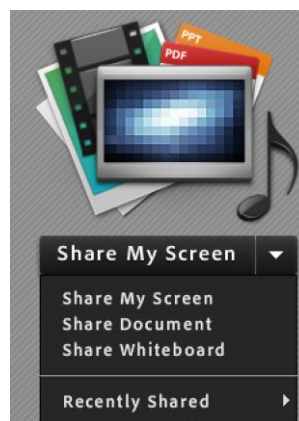 PPT
PDF
Share My Screen
Share My Screen
Share Document
Share Whiteboard
Recently Shared